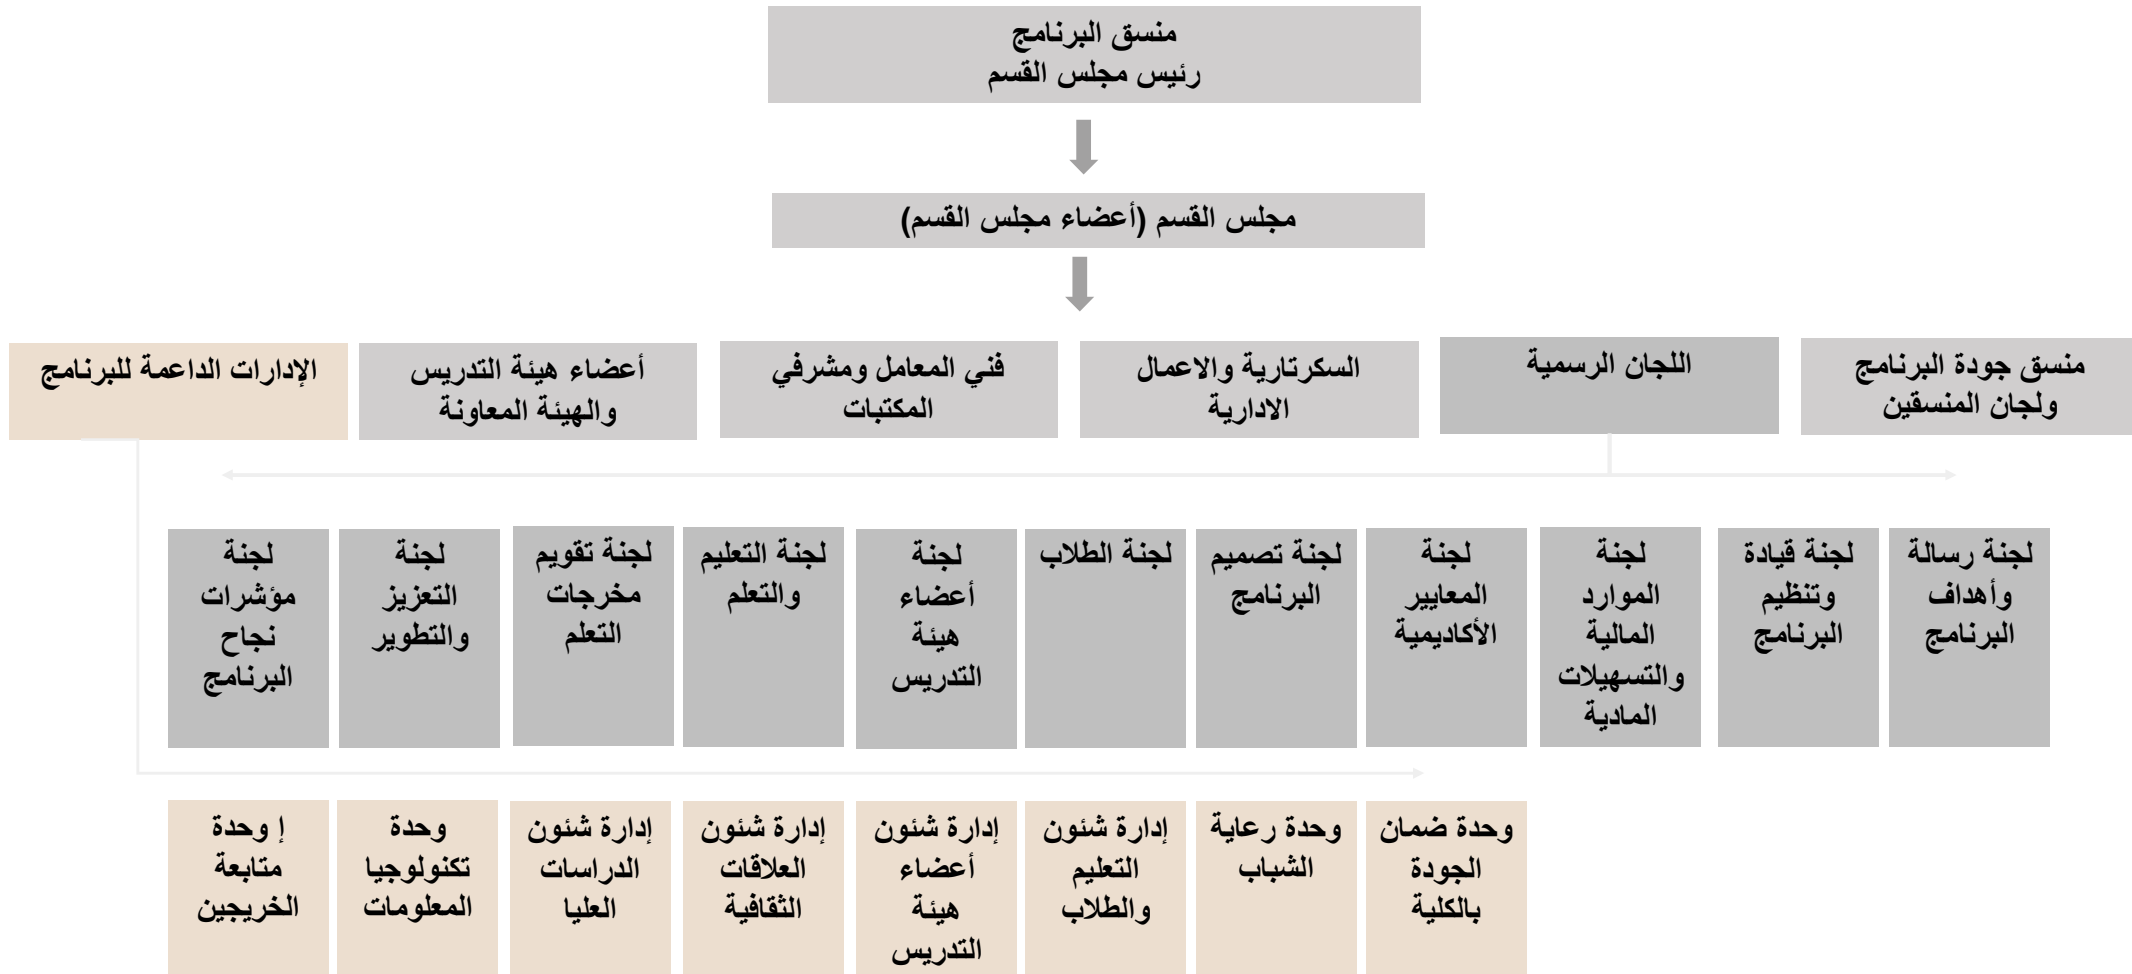 منسق البرنامج
رئيس مجلس القسم
مجلس القسم (أعضاء مجلس القسم)
منسق جودة البرنامج
ولجان المنسقين
اللجان الرسمية
السكرتارية والاعمال
الادارية
فني المعامل ومشرفي
المكتبات
أعضاء هيئة التدريس
والهيئة المعاونة
الإدارات الداعمة للبرنامج
لجنة رسالة
وأهداف
البرنامج
لجنة قيادة
وتنظيم
البرنامج
لجنة
الموارد
المالية
والتسهيلات
المادية
لجنة
المعايير
الأكاديمية
لجنة تصميم
البرنامج
لجنة الطلاب
لجنة
أعضاء
هيئة
التدريس
لجنة التعليم
والتعلم
لجنة تقويم
مخرجات
التعلم
لجنة
التعزيز
والتطوير
لجنة
مؤشرات
نجاح
البرنامج
وحدة ضمان
الجودة
بالكلية
وحدة رعاية
الشباب
إدارة شئون
التعليم
والطلاب
إدارة شئون
أعضاء
هيئة
التدريس
إدارة شئون
العلاقات
الثقافية
إدارة شئون
الدراسات
العليا
وحدة
تكنولوجيا
المعلومات
إ وحدة
متابعة
الخريجين